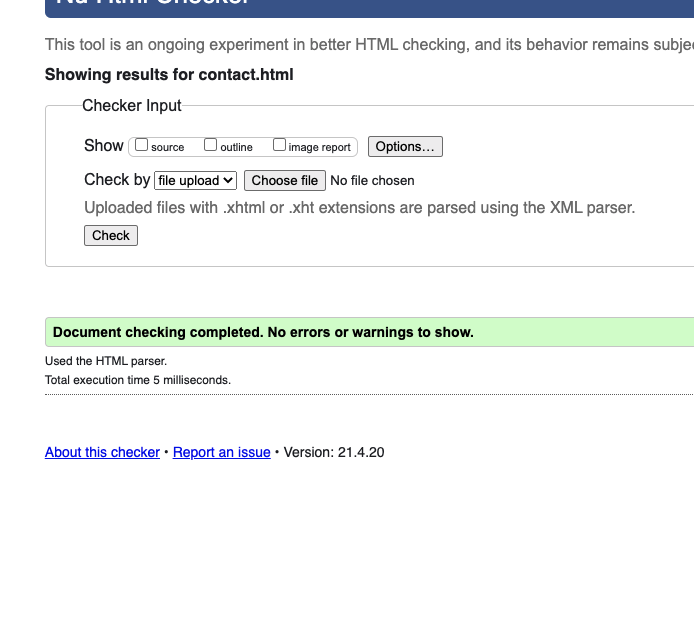 Nu Html Checker
This tool is an ongoing experiment in better HTML checking, and its behavior remains
Showing results for contact.html
Checker Input
Show source outline image report Options...
Check by file upload Choose file No file chosen
Uploaded files with .xhtml or .xht extensions are parsed using the XML parser.
Check
Document checking completed. No errors or warnings to show.
Used the HTML parser.
Total execution time 5 milliseconds.
About this checker • Report an issue • Version: 21.4.20